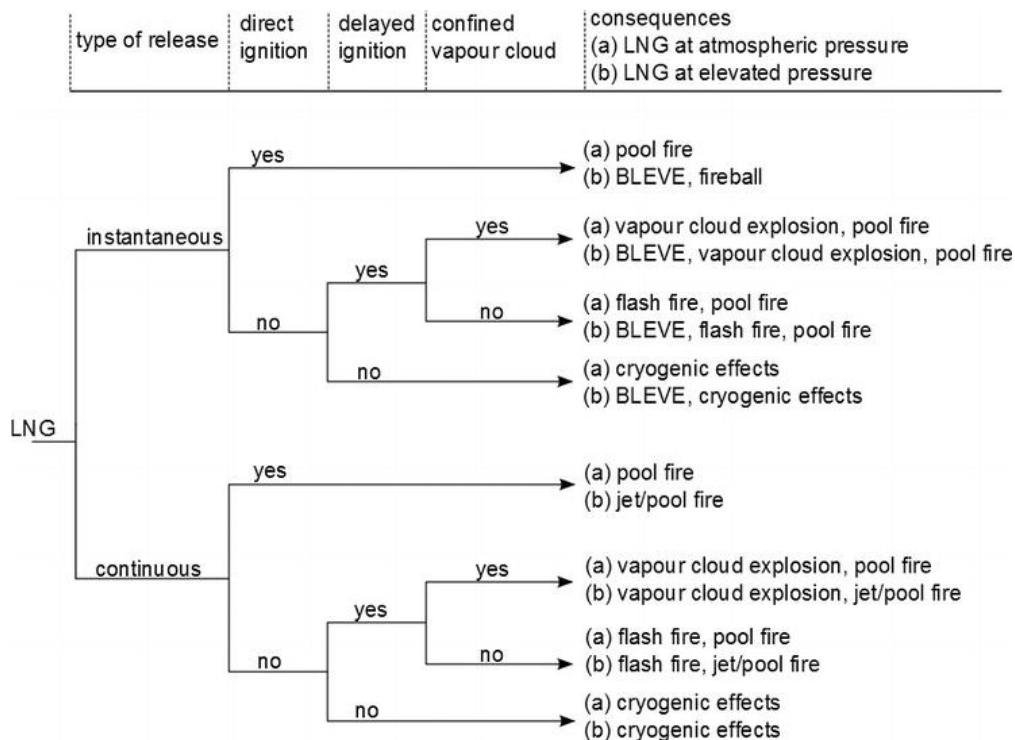 type of release
direct
ignition
delayed
ignition
confined
vapour cloud
consequences
(a) LNG at atmospheric pressure
(b) LNG at elevated pressure
yes
(a) pool fire
(b) BLEVE, fireball
instantaneous
yes
(a) vapour cloud explosion, pool fire
(b) BLEVE, vapour cloud explosion, pool fire
yes
no
no
(a) flash fire, pool fire
(b) BLEVE, flash fire, pool fire
no
(a) cryogenic effects
(b) BLEVE, cryogenic effects
LNG
yes
(a) pool fire
(b) jet/pool fire
continuous
yes
(a) vapour cloud explosion, pool fire
(b) vapour cloud explosion, jet/pool fire
yes
no
no
(a) flash fire, pool fire
(b) flash fire, jet/pool fire
no
(a) cryogenic effects
(b) cryogenic effects